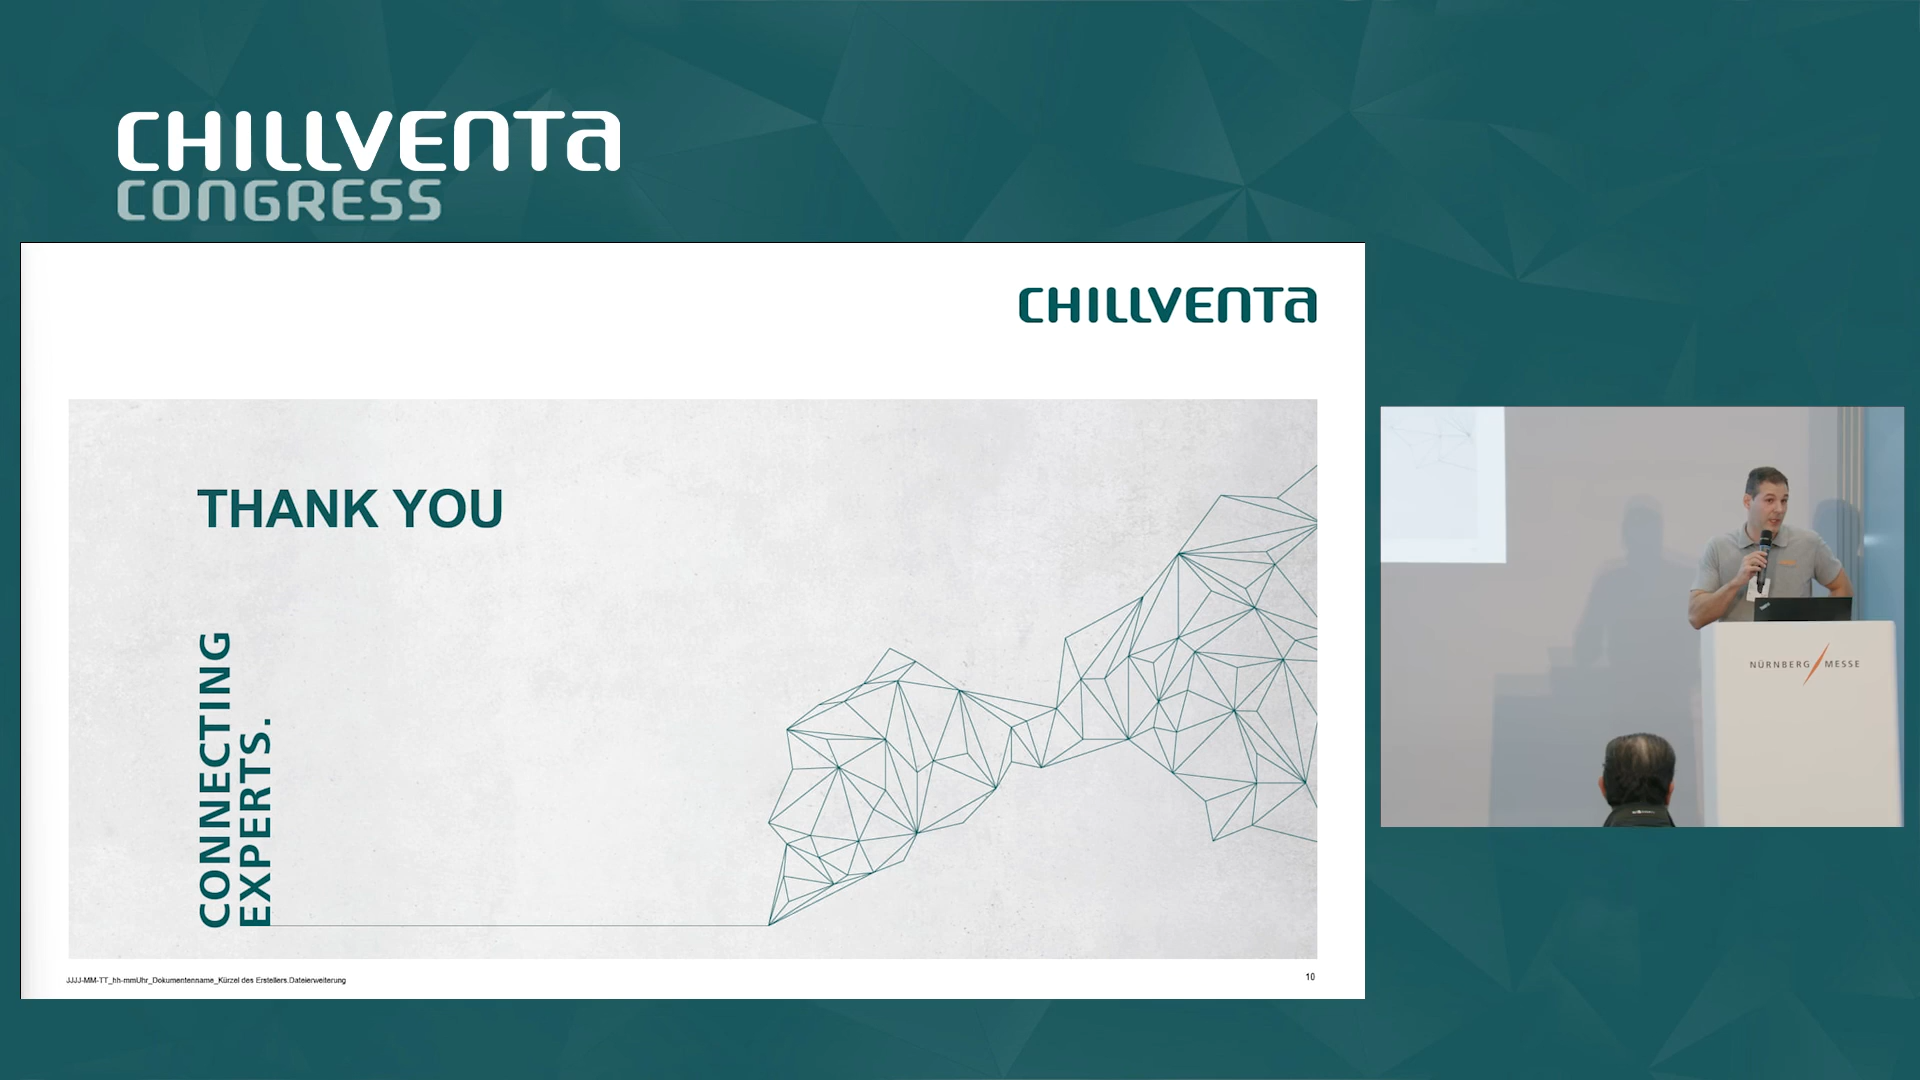 CHILLVENTA
CONGRESS
CHILLVENTA
THANK YOU
CONNECTING
EXPERTS.
JJJJ-MM-TT_hh-mmUhr_Dokumentenname_Kürzel des Erstellers.Dateierweiterung
10
NÜRNBERG MESSE